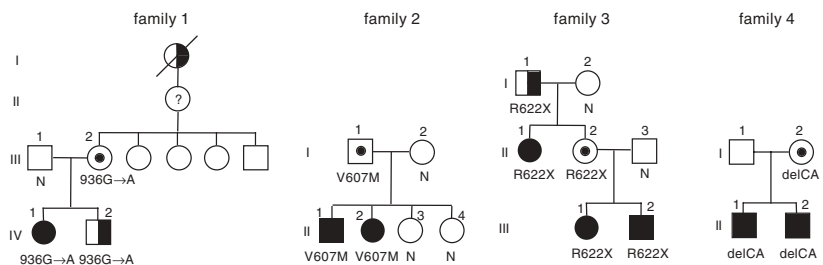 family 1
family 2
family 3
family 4
I
II
?
III
1
2
N
936G→A
IV
1
2
936G→A
936G→A
I
1
2
V607M
N
II
1
2
3
4
V607M
V607M
N
N
I
1
2
R622X
N
II
1
2
3
R622X
R622X
N
III
1
2
R622X
R622X
I
1
2
delCA
II
1
2
delCA
delCA